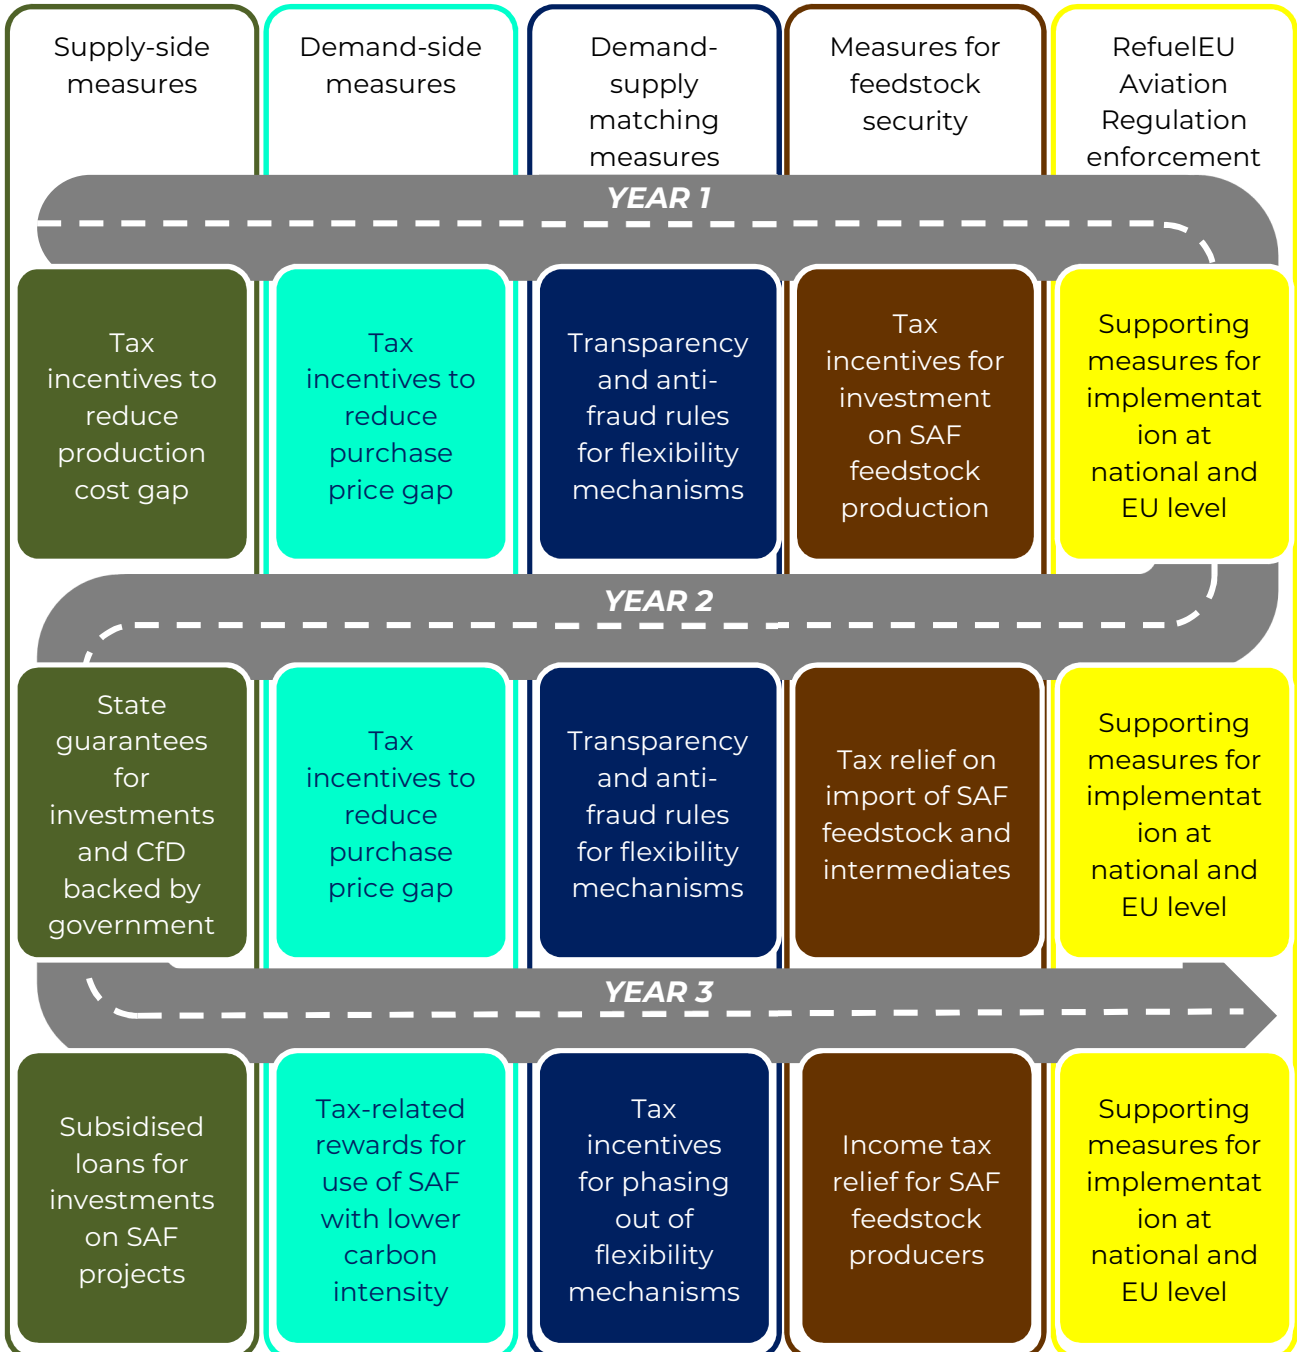 Supply-side
measures
Demand-side
measures
Demand-
supply
matching
measures
Measures for
feedstock
security
RefuelEU
Aviation
Regulation
enforcement
YEAR 1
Tax
incentives to
reduce
production
cost gap
Tax
incentives to
reduce
purchase
price gap
Transparency
and anti-
fraud rules
for flexibility
mechanisms
Tax
incentives for
investment
on SAF
feedstock
production
Supporting
measures for
implementat
ion at
national and
EU level
YEAR 2
State
guarantees
for
investments
and CfD
backed by
government
Tax
incentives to
reduce
purchase
price gap
Transparency
and anti-
fraud rules
for flexibility
mechanisms
Tax relief on
import of SAF
feedstock and
intermediates
Supporting
measures for
implementat
ion at
national and
EU level
YEAR 3
Subsidised
loans for
investments
on SAF
projects
Tax-related
rewards for
use of SAF
with lower
carbon
intensity
Tax
incentives
for phasing
out of
flexibility
mechanisms
Income tax
relief for SAF
feedstock
producers
Supporting
measures for
implementat
ion at
national and
EU level